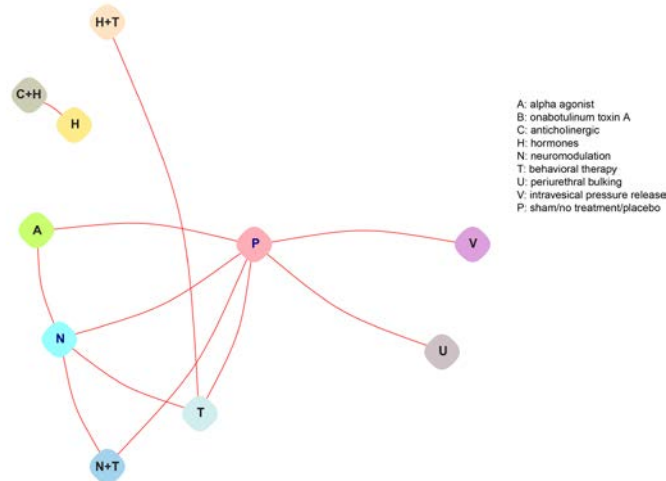 H+T
C+H
H
A
P
V
N
U
T
N+T
A: alpha agonist
B: onabotulinum toxin A
C: anticholinergic
H: hormones
N: neuromodulation
T: behavioral therapy
U: periurethral bulking
V: intravesical pressure release
P: sham/no treatment/placebo